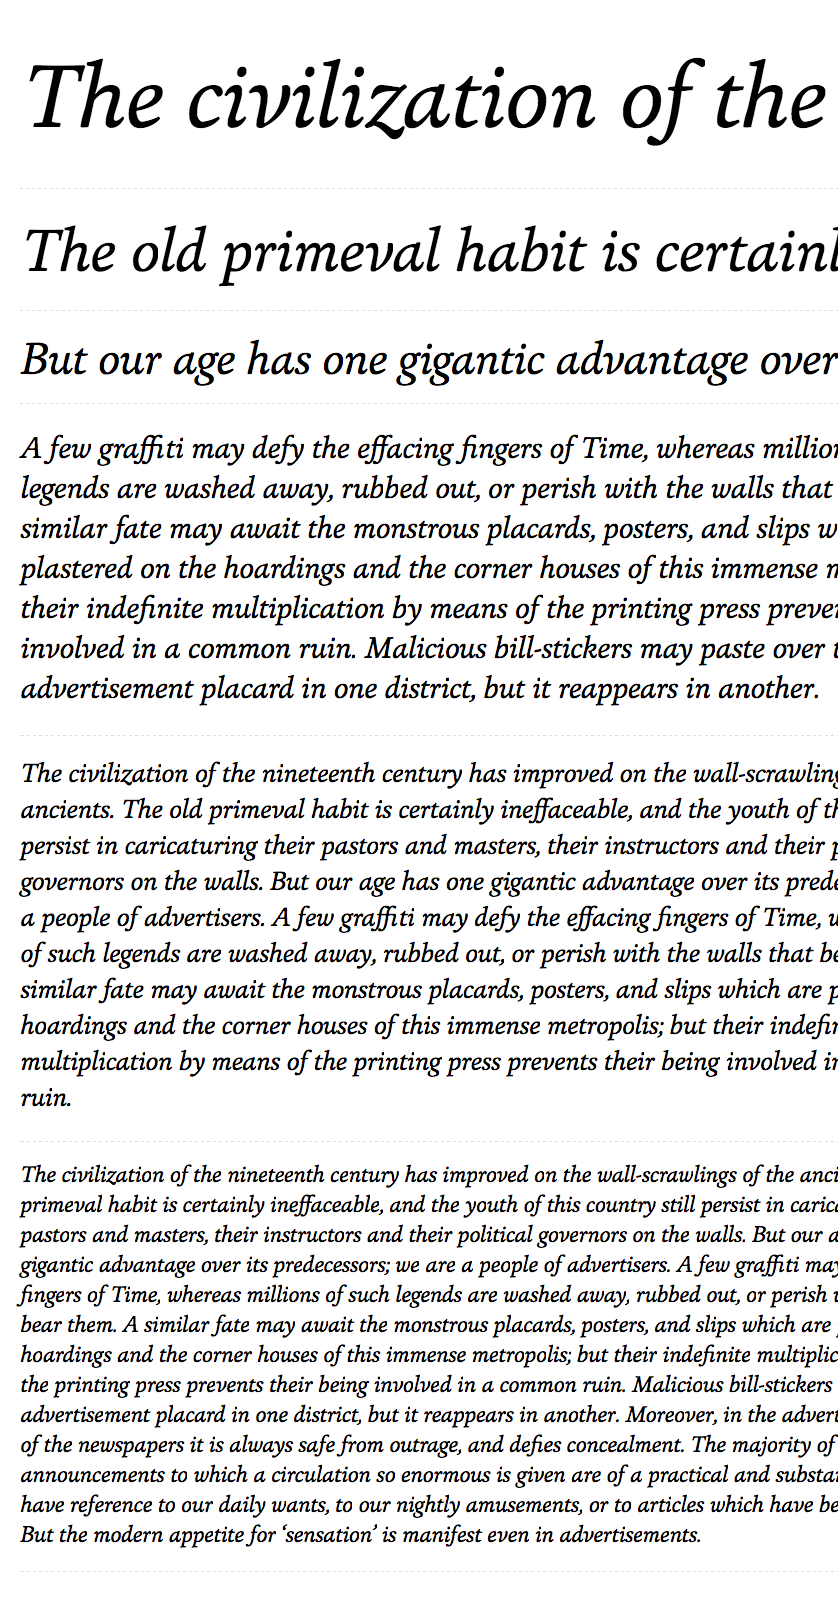 The civilization of the
The old primeval habit is
But our age has one gigantic advantage over
A few graffiti may defy the effacing fingers of Time, whereas
legends are washed away, rubbed out, or perish with the walls that
similar fate may await the monstrous placards, posters, and slips
plastered on the hoardings and the corner houses of this immense
their indefinite multiplication by means of the printing press
involved in a common ruin. Malicious bill-stickers may paste over
advertisement placard in one district, but it reappears in another.
The civilization of the nineteenth century has improved on the
ancients. The old primeval habit is certainly ineffaceable, and the youth of
persist in caricaturing their pastors and masters, their instructors and their
governors on the walls. But our age has one gigantic advantage over its
a people of advertisers. A few graffiti may defy the effacing fingers of Time,
of such legends are washed away, rubbed out, or perish with the walls that
similar fate may await the monstrous placards, posters, and slips which are
hoardings and the corner houses of this immense metropolis; but their
multiplication by means of the printing press prevents their being involved
ruin.
The civilization of the nineteenth century has improved on the wall-scrawlings of the
primeval habit is certainly ineffaceable, and the youth of this country still persist in
pastors and masters, their instructors and their political governors on the walls. But our
gigantic advantage over its predecessors; we are a people of advertisers. A few graffiti may
fingers of Time, whereas millions of such legends are washed away, rubbed out, or perish
bear them. A similar fate may await the monstrous placards, posters, and slips which are
hoardings and the corner houses of this immense metropolis; but their indefinite
the printing press prevents their being involved in a common ruin. Malicious bill-stickers
advertisement placard in one district, but it reappears in another. Moreover, in the
of the newspapers it is always safe from outrage, and defies concealment. The majority of
announcements to which a circulation so enormous is given are of a practical and
have reference to our daily wants, to our nightly amusements, or to articles which have
But the modern appetite for ‘sensation’ is manifest even in advertisements.